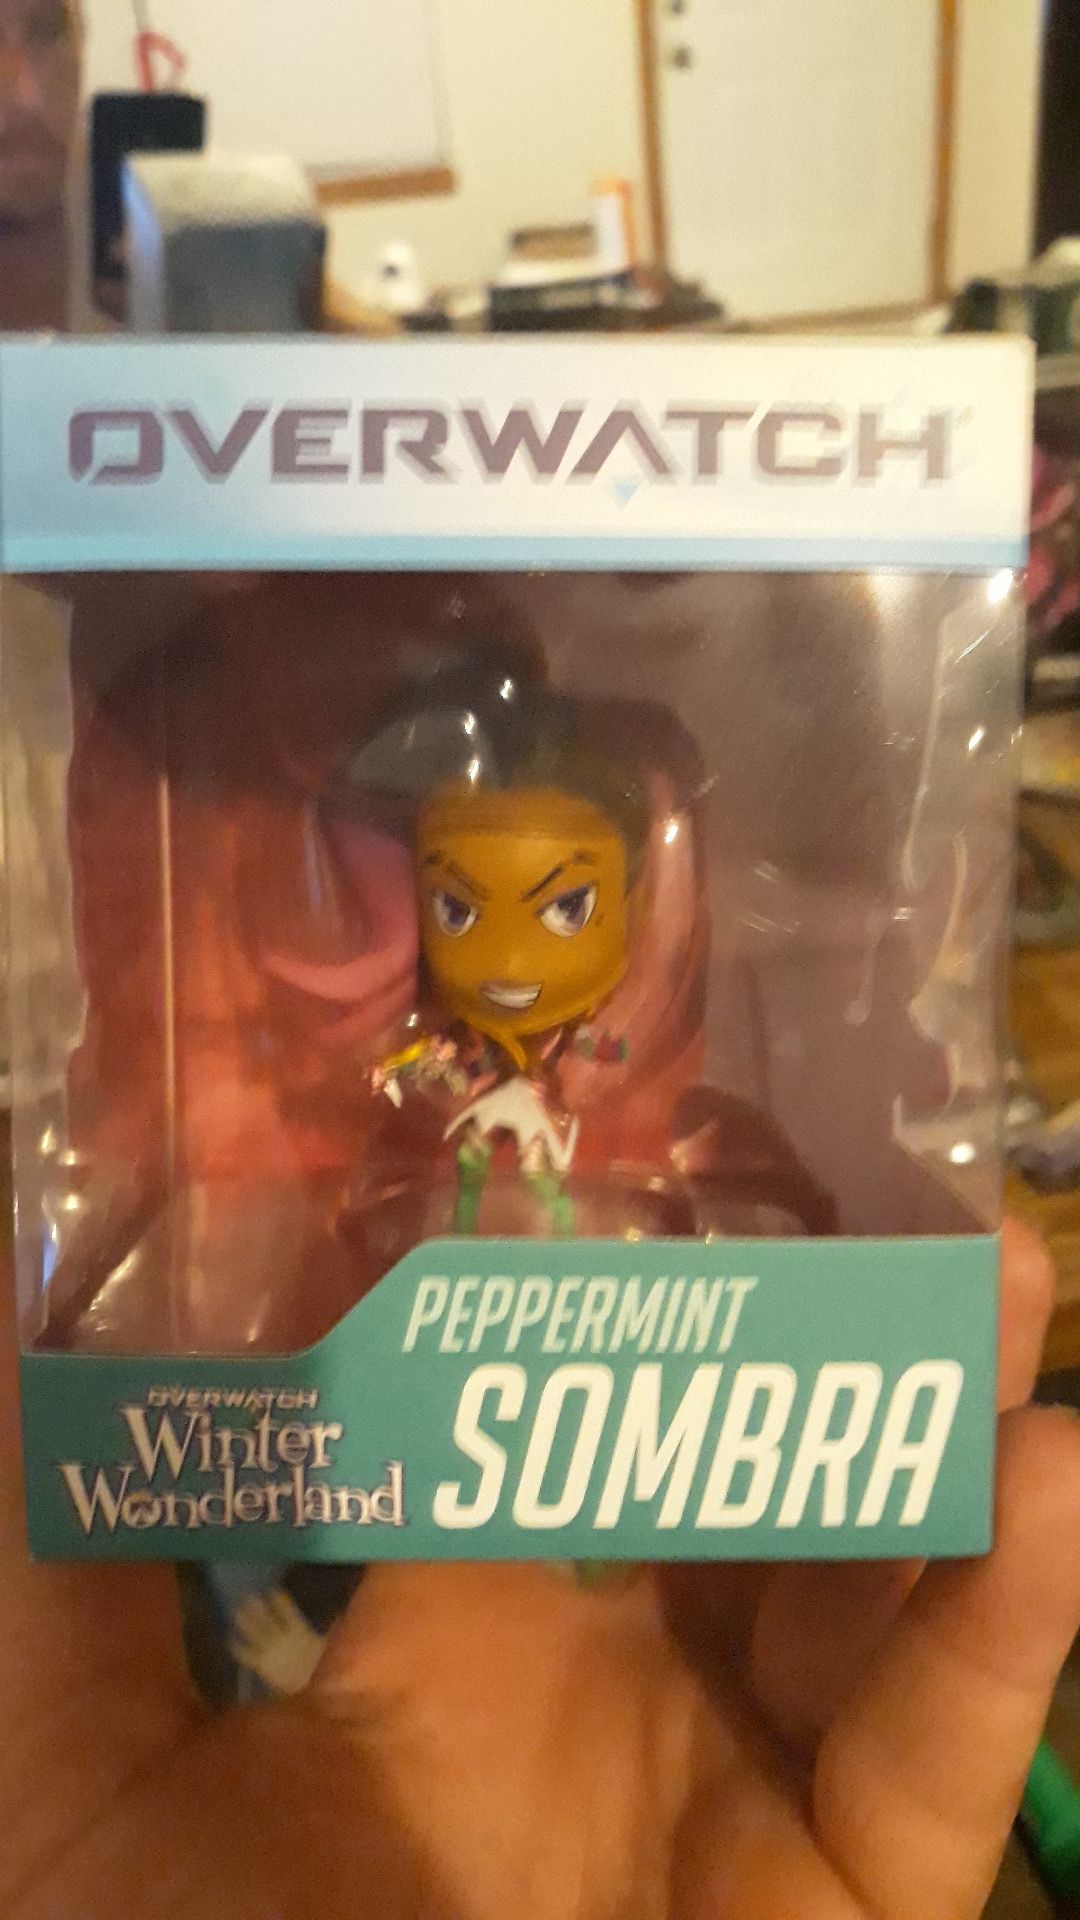 OVERWATCH
PEPPERMINT
SOMBRA
OVERWATCH
Winter
Wonderland